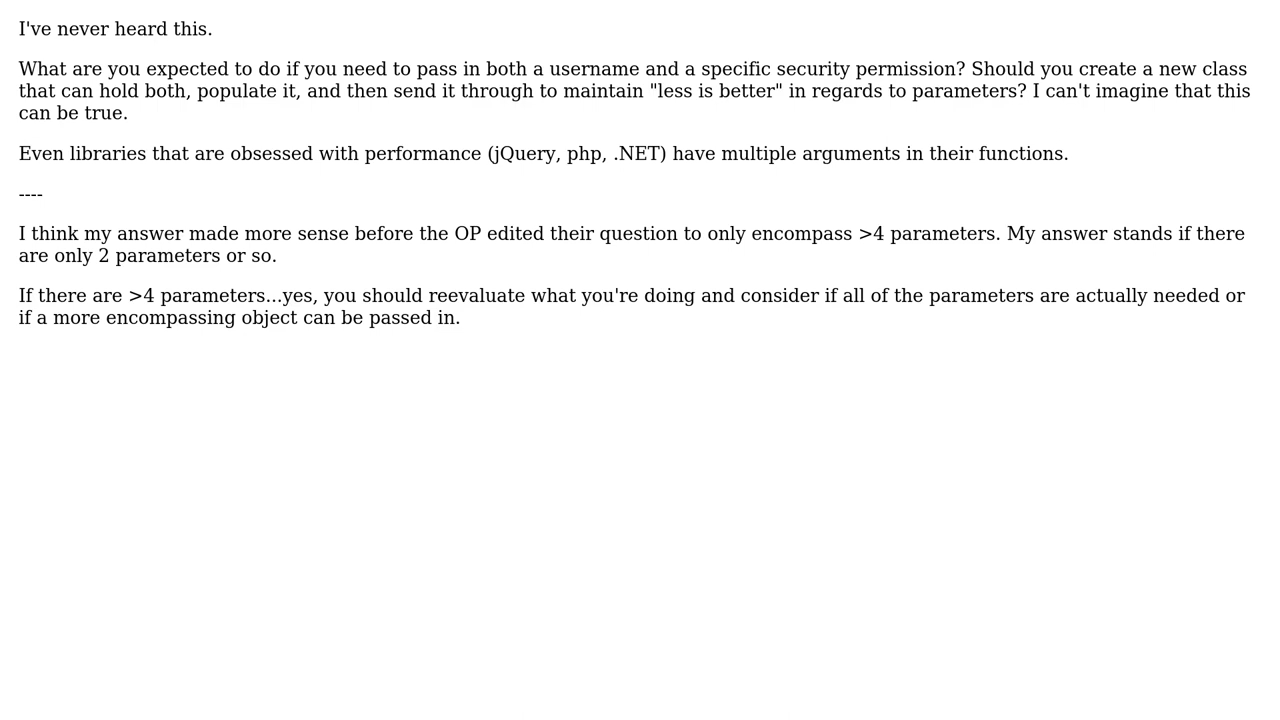 I've never heard this.
What are you expected to do if you need to pass in both a username and a specific security permission? Should you create a new class
that can hold both, populate it, and then send it through to maintain "less is better" in regards to parameters? I can't imagine that this
can be true.
Even libraries that are obsessed with performance (jQuery, php, .NET) have multiple arguments in their functions.
----
I think my answer made more sense before the OP edited their question to only encompass >4 parameters. My answer stands if there
are only 2 parameters or so.
If there are >4 parameters...yes, you should reevaluate what you're doing and consider if all of the parameters are actually needed or
if a more encompassing object can be passed in.